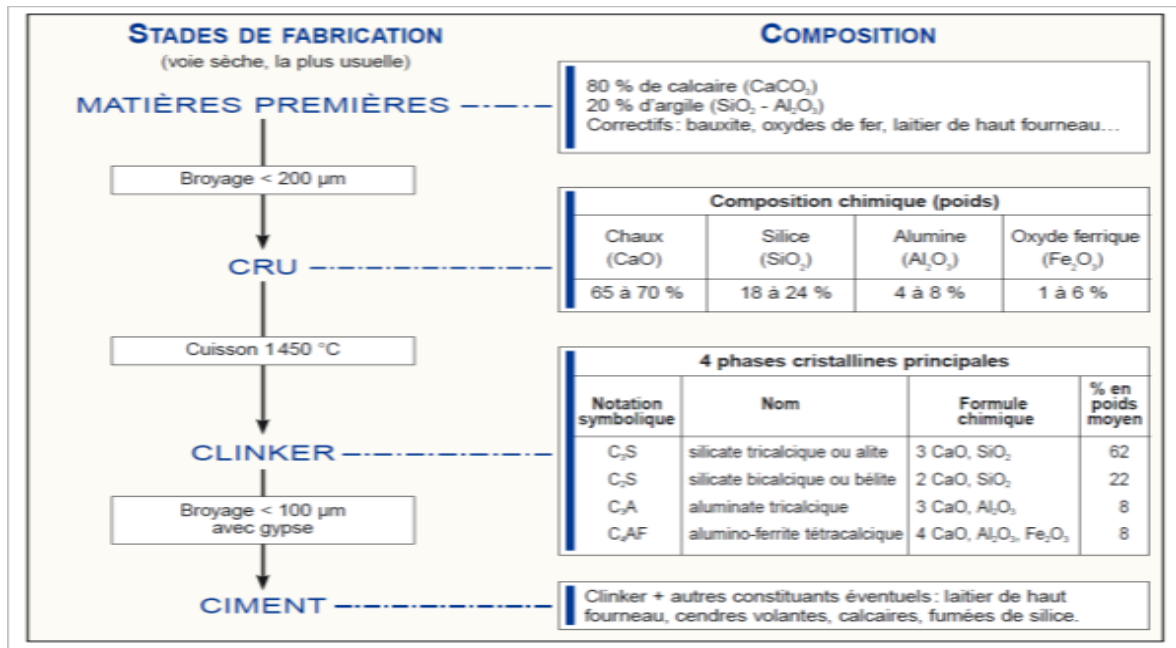 STADES DE FABRICATION
(voie sèche, la plus usuelle)
COMPOSITION
MATIÈRES PREMIÈRES
80 % de calcaire (CaCO₃)
20 % d'argile (SiO₂ - Al₂O₃)
Correctifs : bauxite, oxydes de fer, laitier de haut fourneau…
Broyage < 200 µm
CRU
Composition chimique (poids)
Chaux (CaO) Silice (SiO₂) Alumine (Al₂O₃) Oxyde ferrique (Fe₂O₃)
65 à 70 % 18 à 24 % 4 à 8 % 1 à 6 %
Cuisson 1450 °C
CLINKER
4 phases cristallines principales
Notation symbolique Nom Formule chimique % en poids moyen
C₃S silicate tricalcique ou alite 3 CaO, SiO₂ 62
C₂S silicate bicalcique ou bélite 2 CaO, SiO₂ 22
C₃A aluminate tricalcique 3 CaO, Al₂O₃ 8
C₄AF alumino-ferrite tétracalcique 4 CaO, Al₂O₃, Fe₂O₃ 8
Broyage < 100 µm
avec gypse
CIMENT
Clinker + autres constituants éventuels : laitier de haut
fourneau, cendres volantes, calcaires, fumées de silice.